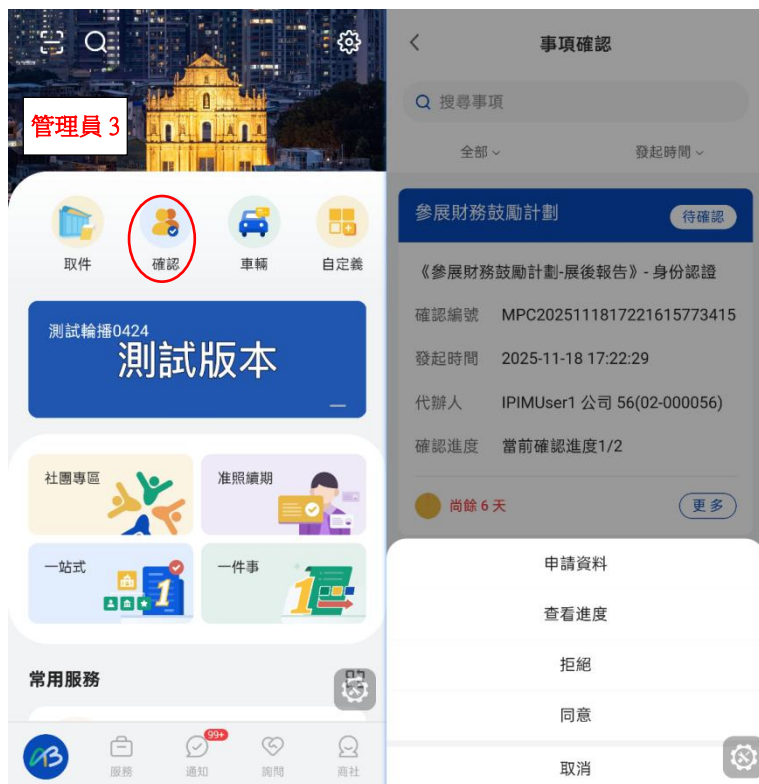 管理員 3
取件
確認
車輛
自定義
測試輪播0424
測試版本
社團專區
准照續期
一站式
一件事
常用服務
服務
99+
通知
詢問
商社
事項確認
搜尋事項
全部
發起時間
參展財務鼓勵計劃
待確認
《參展財務鼓勵計劃-展後報告》- 身份認證
確認編號 MPC2025111817221615773415
發起時間 2025-11-18 17:22:29
代辦人 IPIMUser1 公司 56(02-000056)
確認進度 當前確認進度1/2
尚餘 6 天
更多
申請資料
查看進度
拒絕
同意
取消